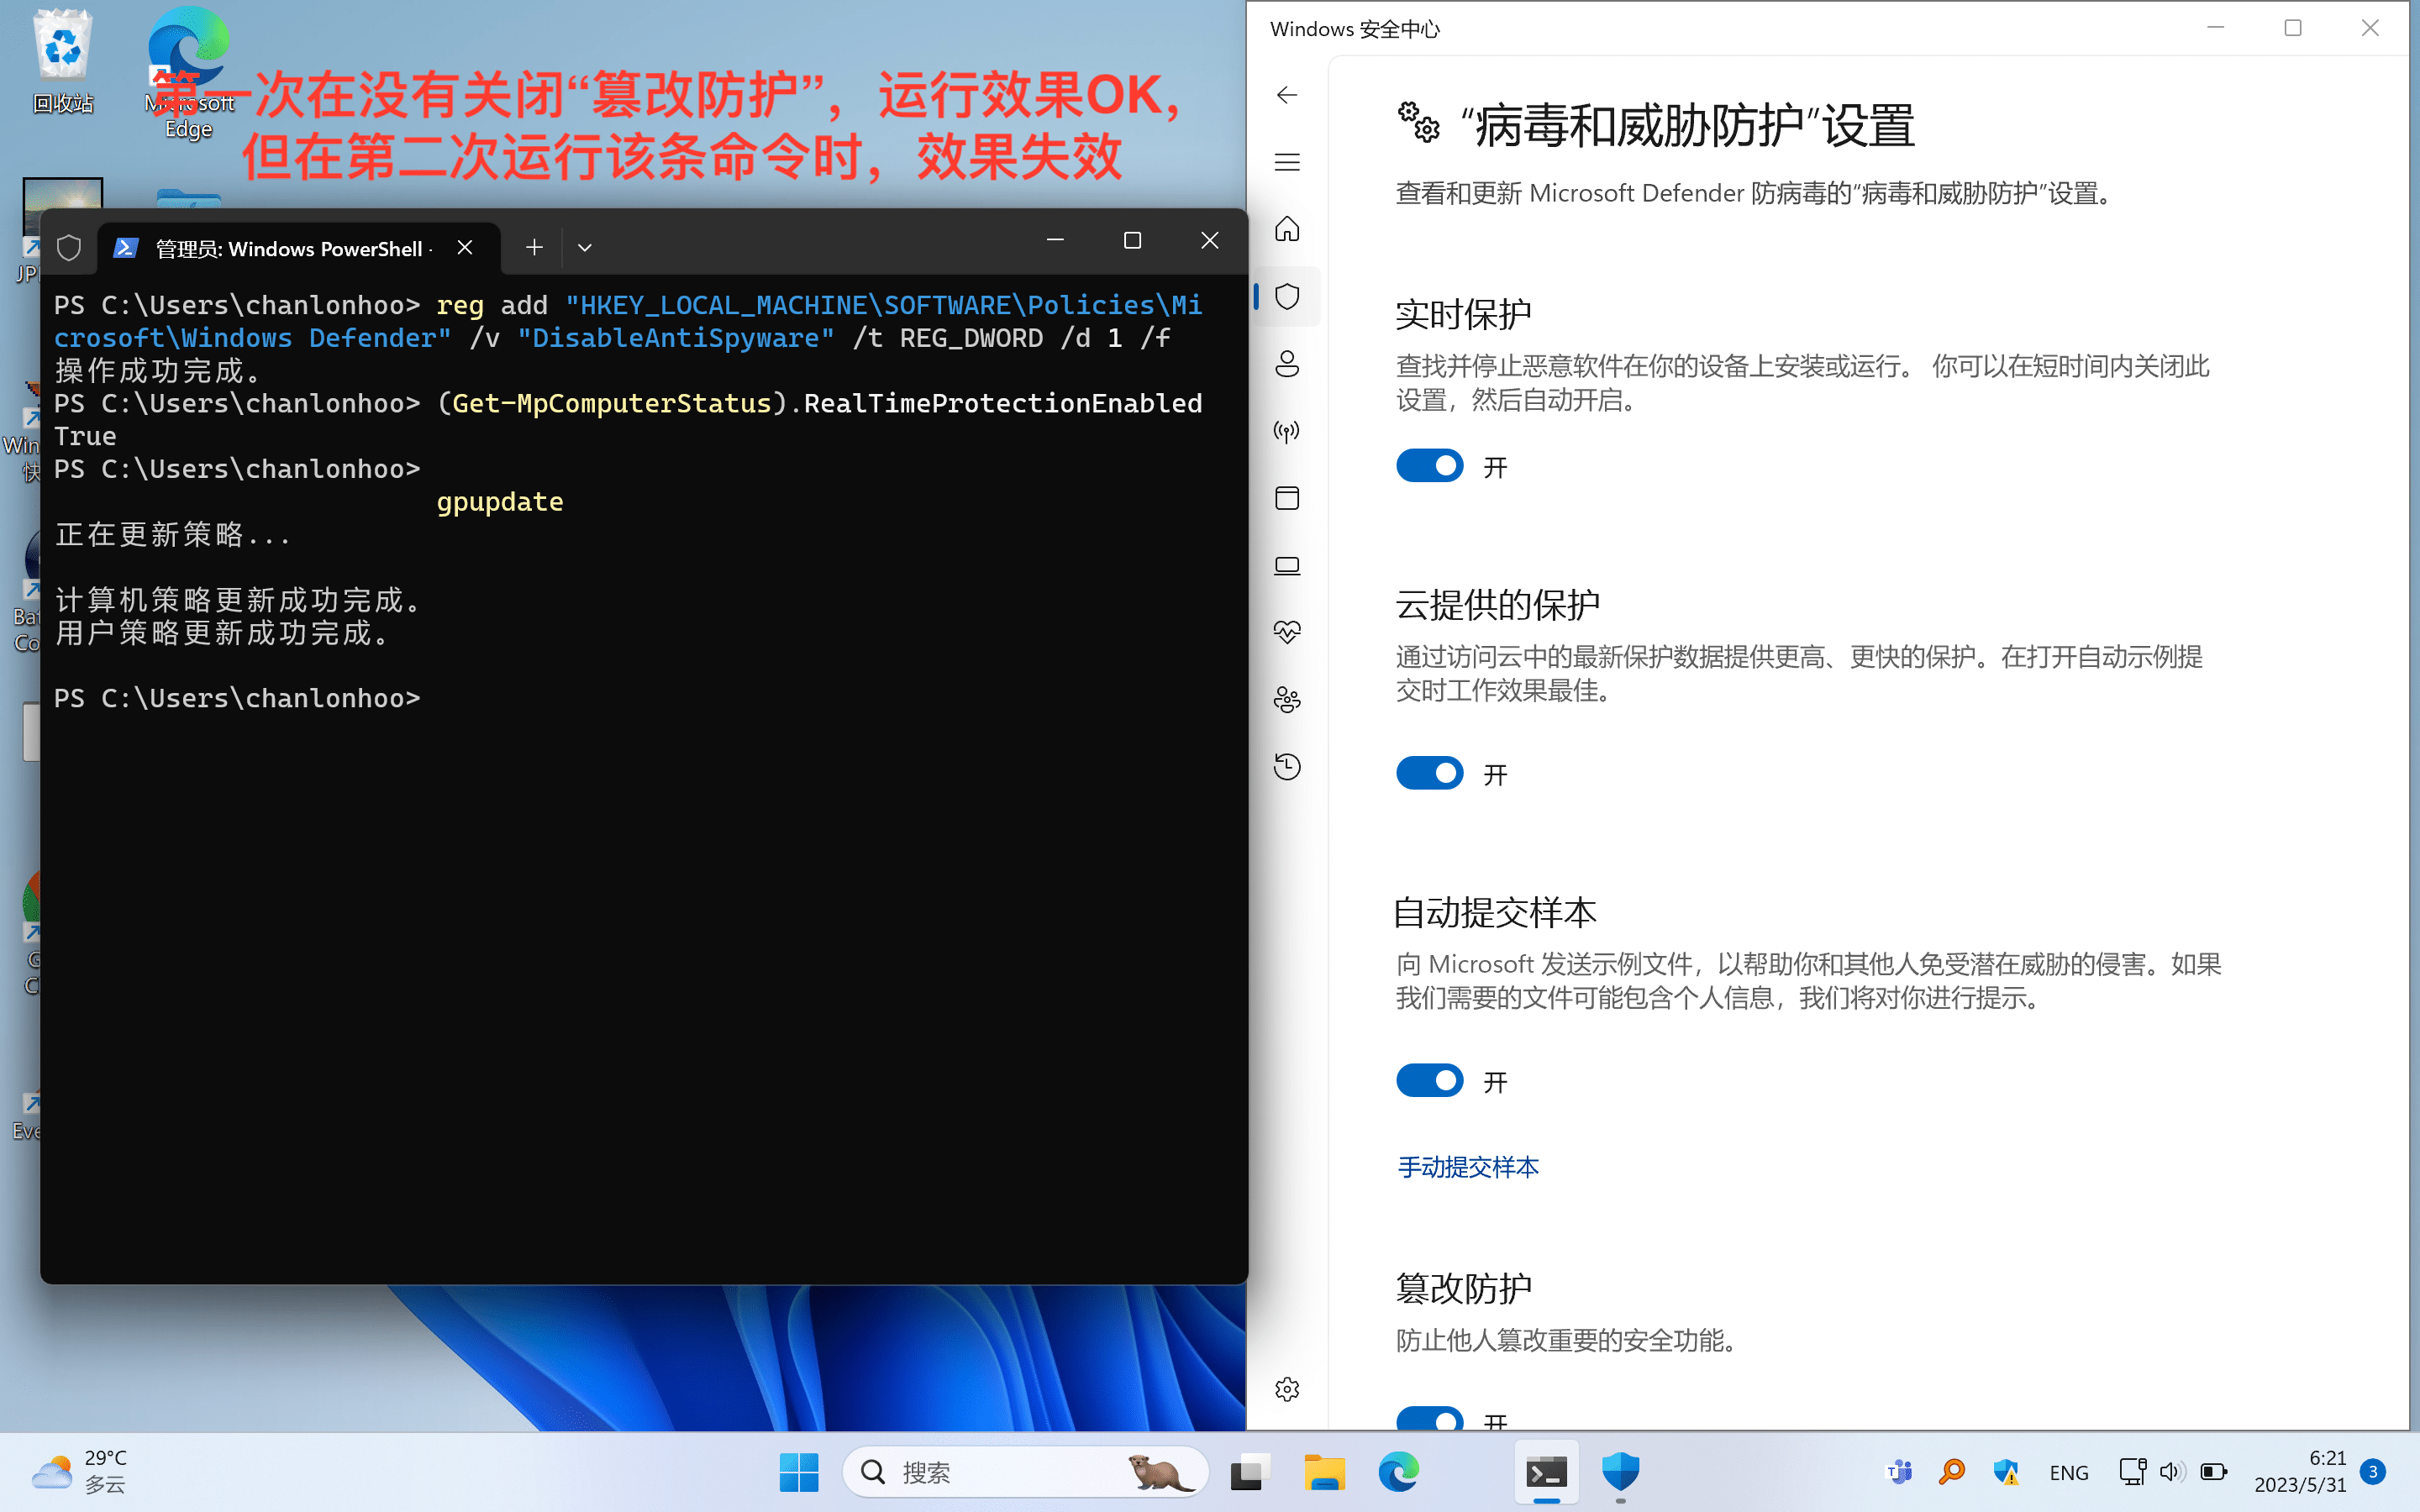 回收站
Microsoft
Edge
第一次在没有关闭“篡改防护”，运行效果OK，
但在第二次运行该条命令时，效果失效
管理员: Windows PowerShell
PS C:\Users\chanlonhoo> reg add "HKEY_LOCAL_MACHINE\SOFTWARE\Policies\Mi
crosoft\Windows Defender" /v "DisableAntiSpyware" /t REG_DWORD /d 1 /f
操作成功完成。
PS C:\Users\chanlonhoo> (Get-MpComputerStatus).RealTimeProtectionEnabled
True
PS C:\Users\chanlonhoo>
gpupdate
正在更新策略...
计算机策略更新成功完成。
用户策略更新成功完成。
PS C:\Users\chanlonhoo>
Windows 安全中心
“病毒和威胁防护”设置
查看和更新 Microsoft Defender 防病毒的“病毒和威胁防护”设置。
实时保护
查找并停止恶意软件在你的设备上安装或运行。 你可以在短时间内关闭此
设置，然后自动开启。
开
云提供的保护
通过访问云中的最新保护数据提供更高、更快的保护。在打开自动示例提
交时工作效果最佳。
开
自动提交样本
向 Microsoft 发送示例文件，以帮助你和其他人免受潜在威胁的侵害。如果
我们需要的文件可能包含个人信息，我们将对你进行提示。
开
手动提交样本
篡改防护
防止他人篡改重要的安全功能。
开
29°C
多云
搜索
ENG
6:21
2023/5/31
3